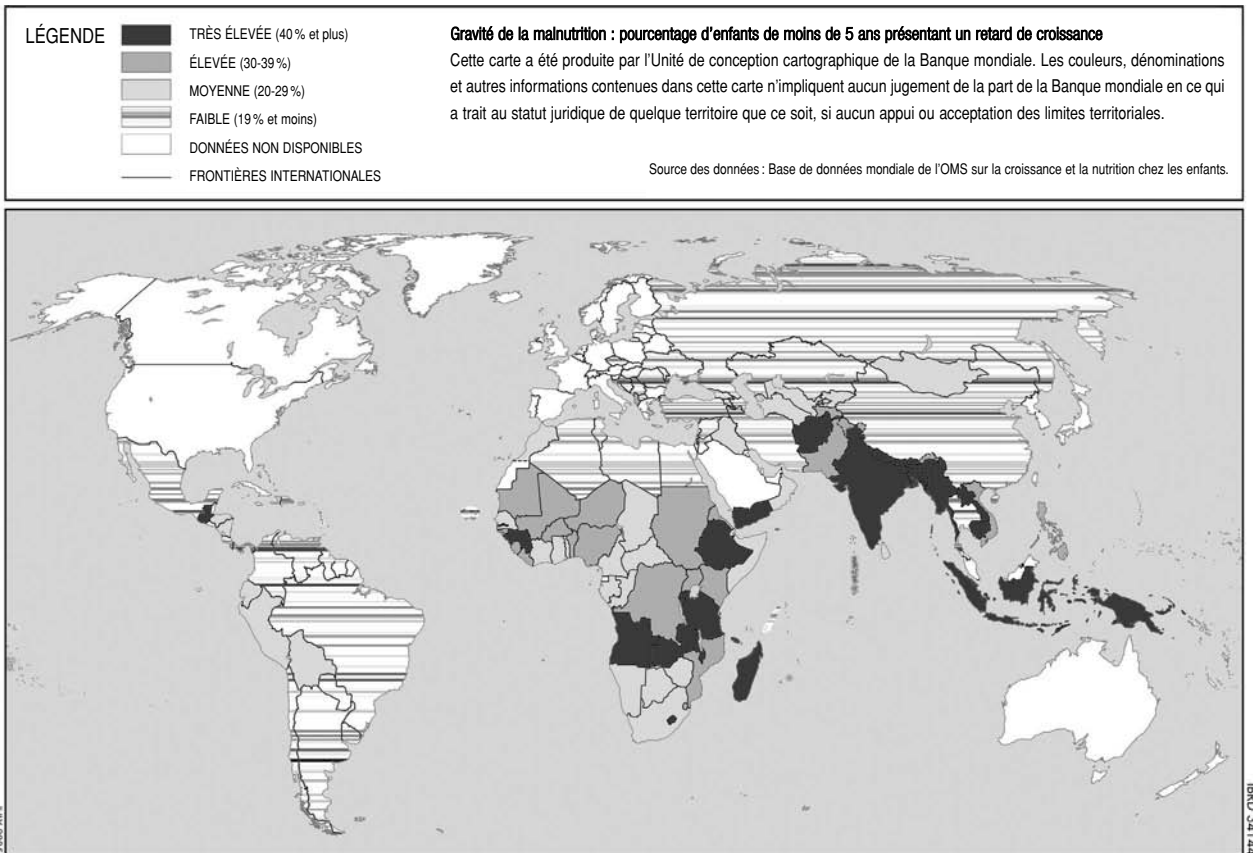 LÉGENDE
TRÈS ÉLEVÉE (40 % et plus)
ÉLEVÉE (30-39 %)
MOYENNE (20-29 %)
FAIBLE (19 % et moins)
DONNÉES NON DISPONIBLES
FRONTIÈRES INTERNATIONALES
Gravité de la malnutrition : pourcentage d'enfants de moins de 5 ans présentant un retard de croissance
Cette carte a été produite par l'Unité de conception cartographique de la Banque mondiale. Les couleurs, dénominations
et autres informations contenues dans cette carte n'impliquent aucun jugement de la part de la Banque mondiale en ce qui
a trait au statut juridique de quelque territoire que ce soit, si aucun appui ou acceptation des limites territoriales.
Source des données : Base de données mondiale de l'OMS sur la croissance et la nutrition chez les enfants.